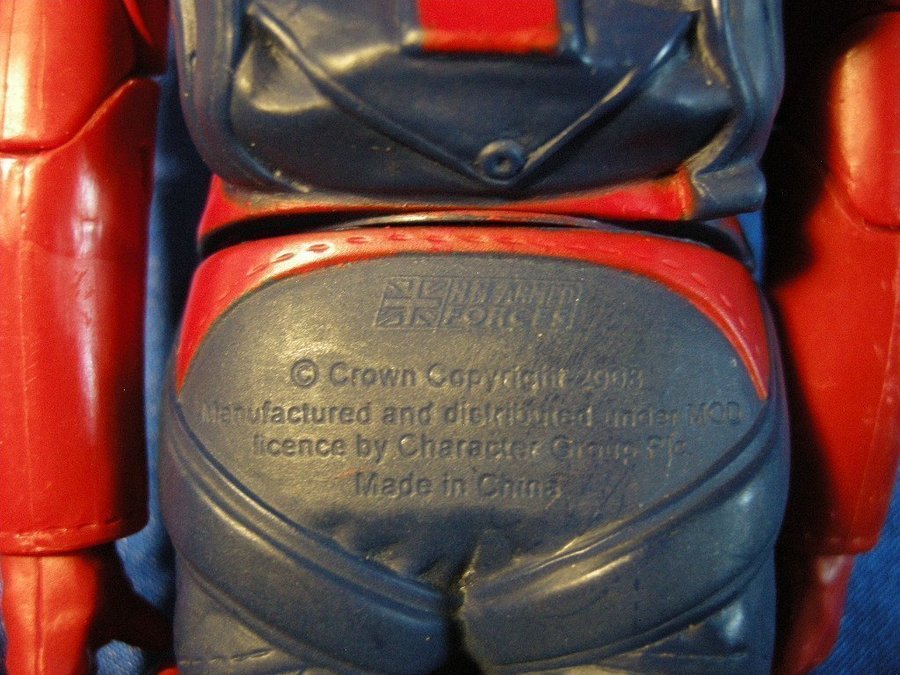 H.M. ARMED
FORCES
© Crown Copyright 2008
Manufactured and distributed under MOD
licence by Character Group Plc
Made in China